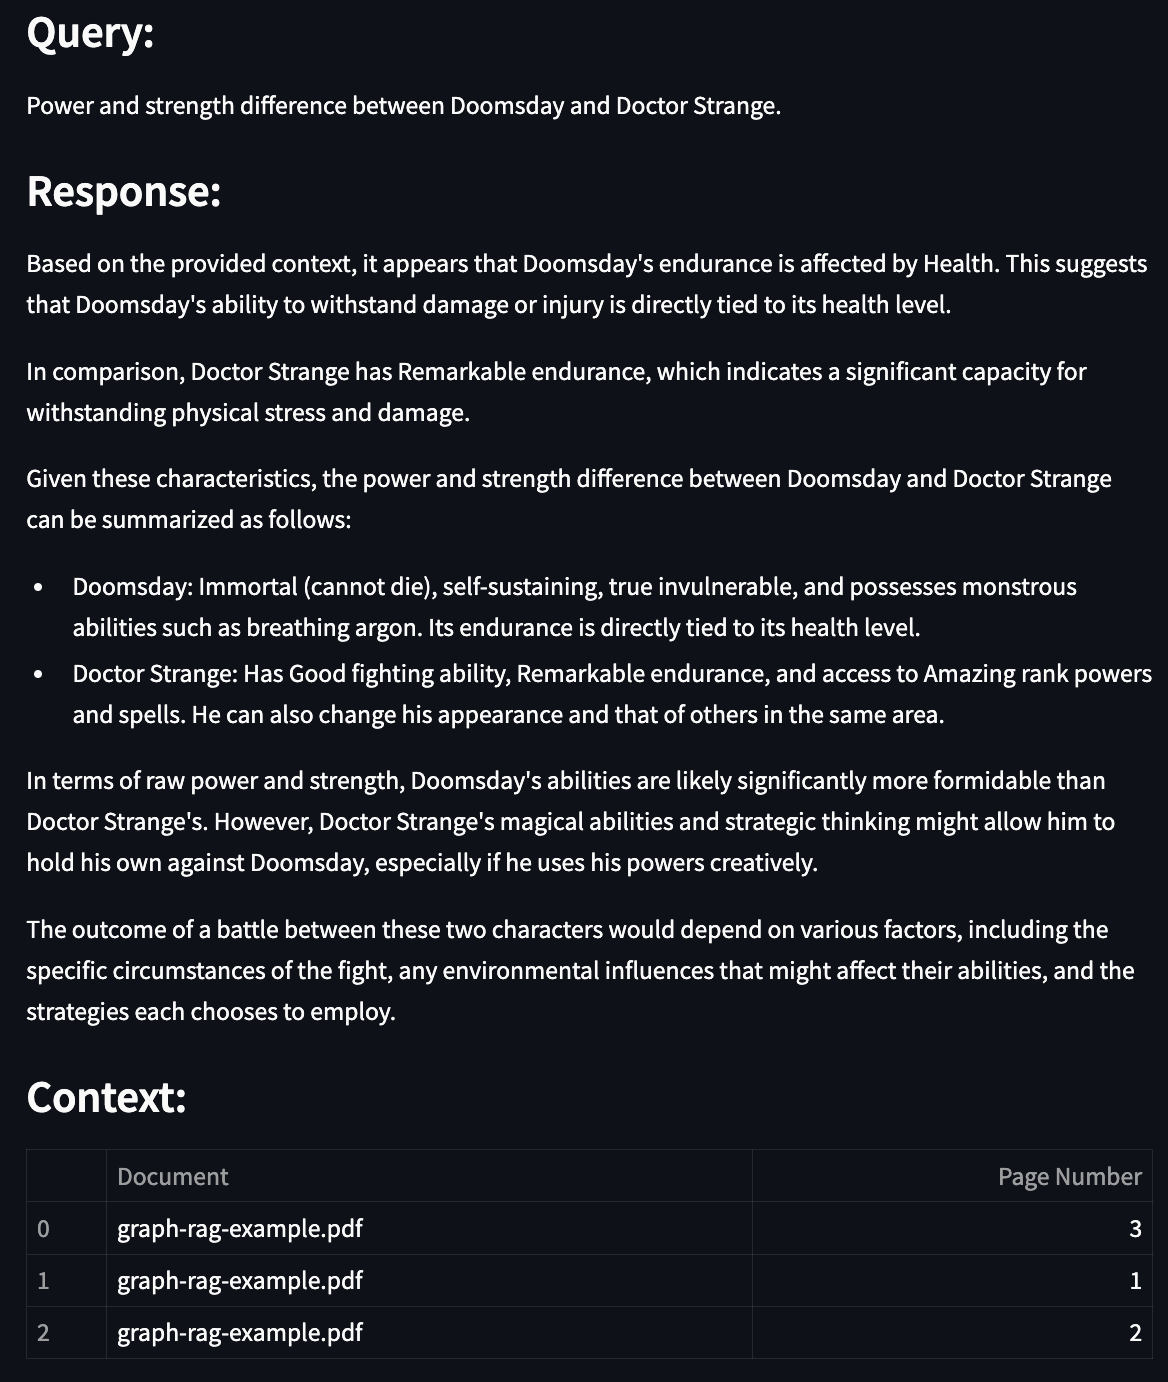 Query:
Power and strength difference between Doomsday and Doctor Strange.
Response:
Based on the provided context, it appears that Doomsday's endurance is affected by Health. This suggests
that Doomsday's ability to withstand damage or injury is directly tied to its health level.
In comparison, Doctor Strange has Remarkable endurance, which indicates a significant capacity for
withstanding physical stress and damage.
Given these characteristics, the power and strength difference between Doomsday and Doctor Strange
can be summarized as follows:
• Doomsday: Immortal (cannot die), self-sustaining, true invulnerable, and possesses monstrous
abilities such as breathing argon. Its endurance is directly tied to its health level.
• Doctor Strange: Has Good fighting ability, Remarkable endurance, and access to Amazing rank powers
and spells. He can also change his appearance and that of others in the same area.
In terms of raw power and strength, Doomsday's abilities are likely significantly more formidable than
Doctor Strange's. However, Doctor Strange's magical abilities and strategic thinking might allow him to
hold his own against Doomsday, especially if he uses his powers creatively.
The outcome of a battle between these two characters would depend on various factors, including the
specific circumstances of the fight, any environmental influences that might affect their abilities, and the
strategies each chooses to employ.
Context:
Document Page Number
0 graph-rag-example.pdf 3
1 graph-rag-example.pdf 1
2 graph-rag-example.pdf 2